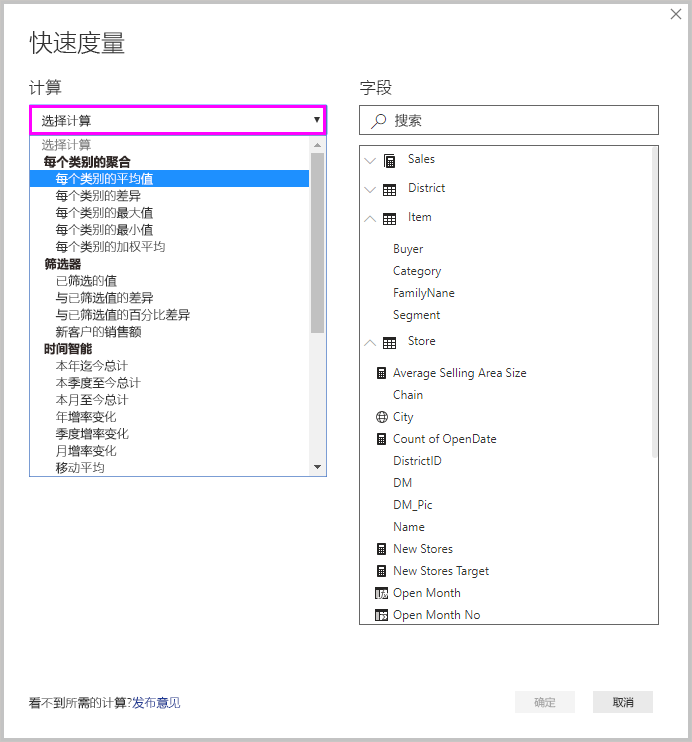 快速度量
计算
选择计算
选择计算
每个类别的聚合
每个类别的平均值
每个类别的差异
每个类别的最大值
每个类别的最小值
每个类别的加权平均
筛选器
已筛选的值
与已筛选值的差异
与已筛选值的百分比差异
新客户的销售额
时间智能
本年迄今总计
本季度至今总计
本月至今总计
年增率变化
季度增率变化
月增率变化
移动平均
字段
搜索
Sales
District
Item
Buyer
Category
FamilyNane
Segment
Store
Average Selling Area Size
Chain
City
Count of OpenDate
DistrictID
DM
DM_Pic
Name
New Stores
New Stores Target
Open Month
Open Month No
看不到所需的计算?发布意见
确定
取消